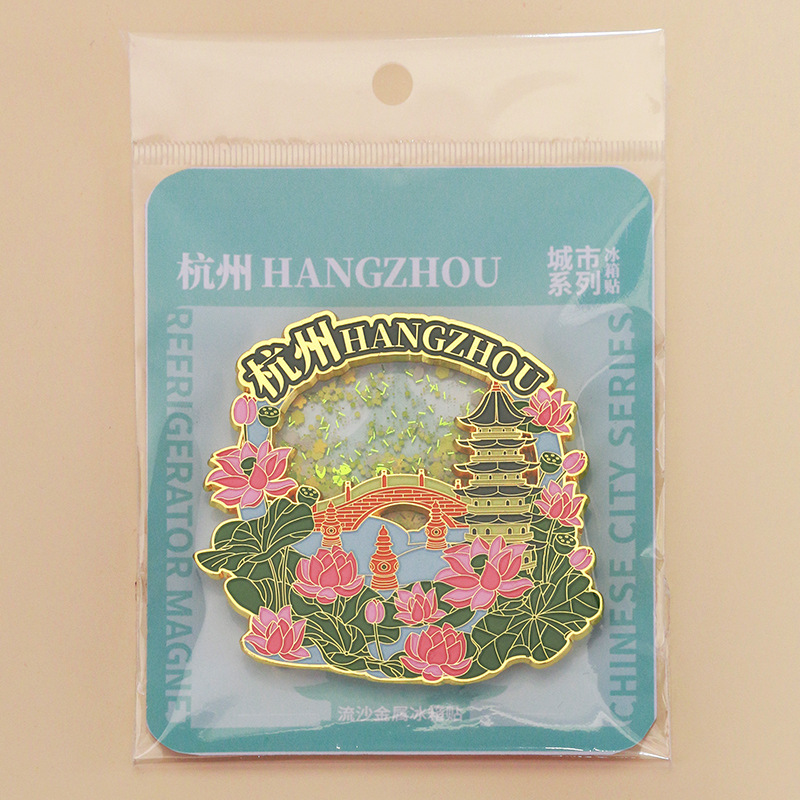 杭州 HANGZHOU
城市系列
冰箱贴
杭州HANGZHOU
REFRIGERATOR MAGNET
CHINESE CITY SERIES
流沙金属冰箱贴